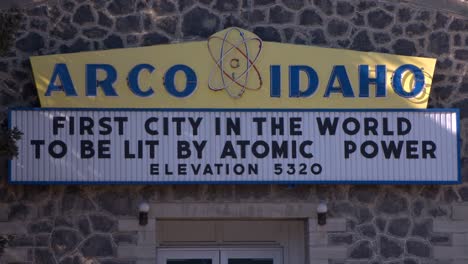 ARCO IDAHO
FIRST CITY IN THE WORLD
TO BE LIT BY ATOMIC POWER
ELEVATION 5320